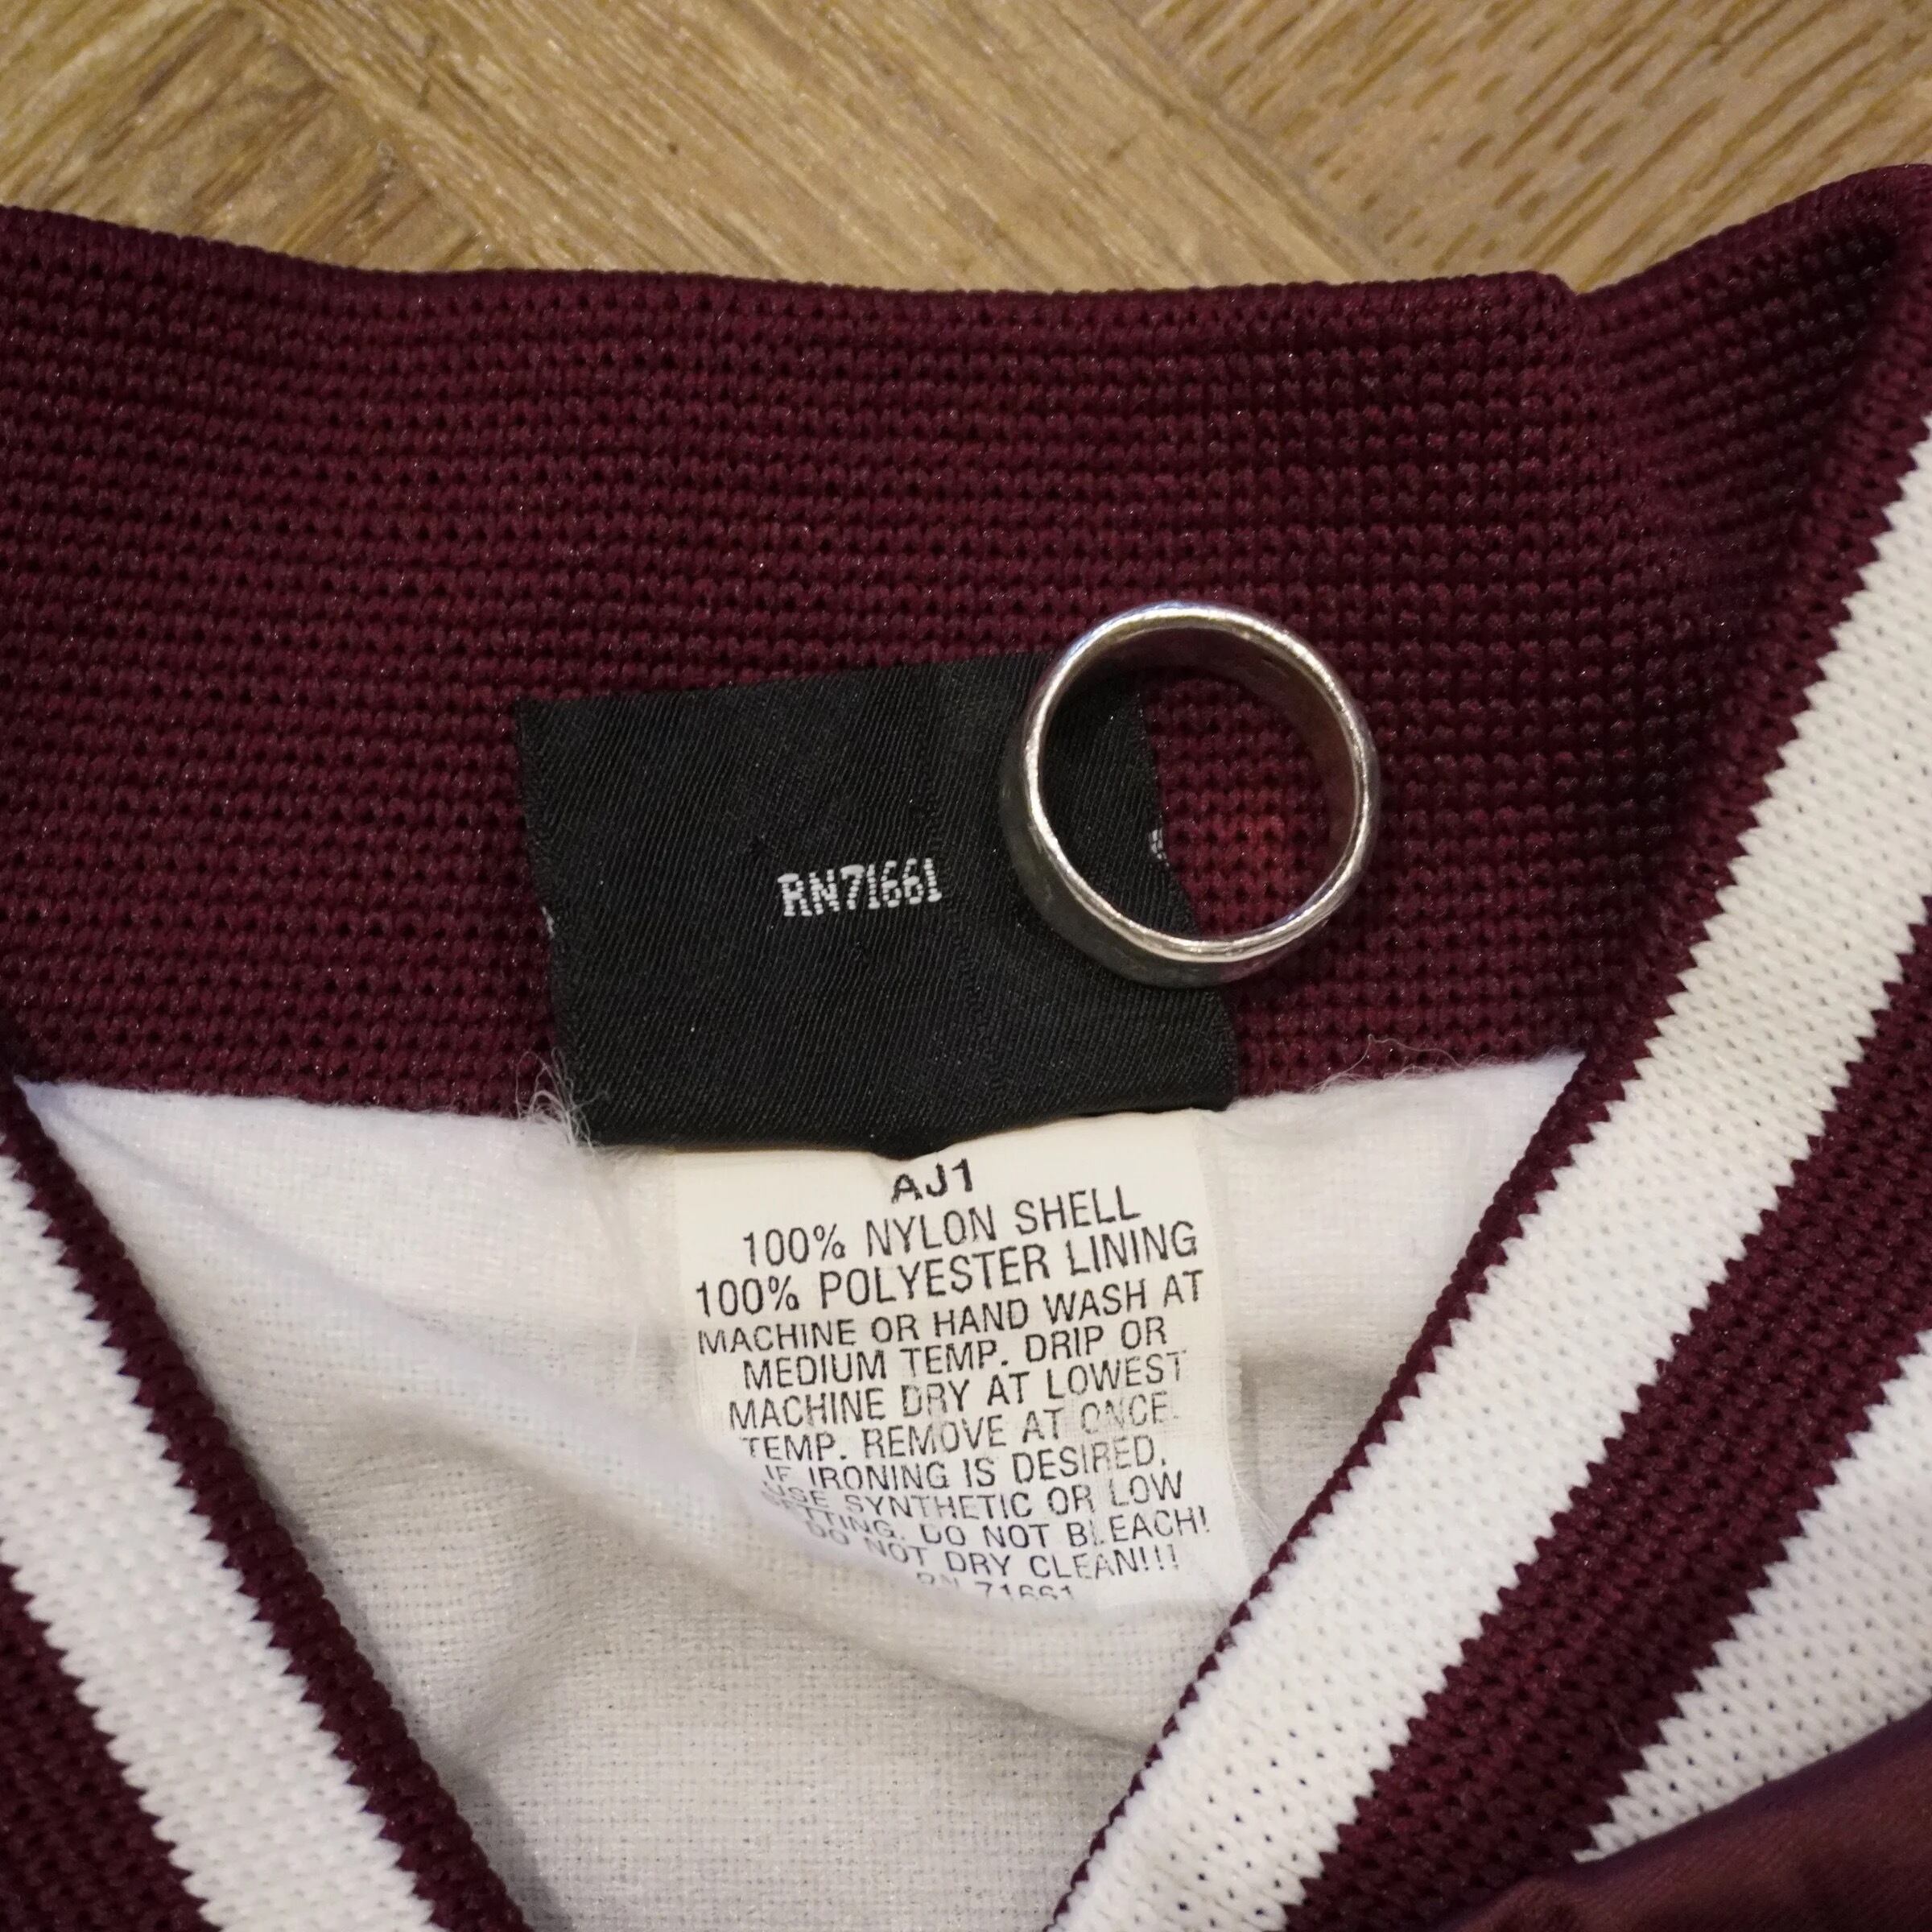 RN71661
AJ1
100% NYLON SHELL
100% POLYESTER LINING
MACHINE OR HAND WASH AT
MEDIUM TEMP. DRIP OR
MACHINE DRY AT LOWEST
TEMP. REMOVE AT ONCE.
IF IRONING IS DESIRED.
USE SYNTHETIC OR LOW
SETTING. DO NOT BLEACH!
DO NOT DRY CLEAN!!!
RN 71661